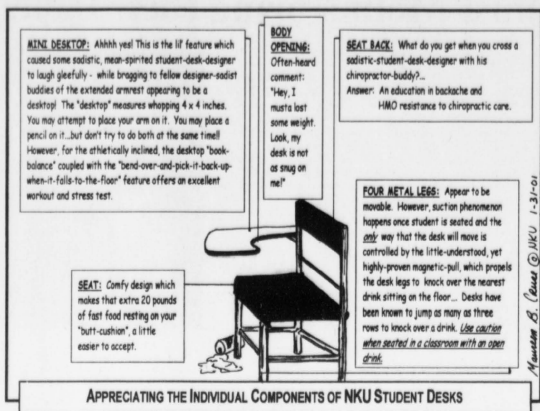 MINI DESKTOP: Ahhhh yes! This is the lil' feature which
caused some sadistic, mean-spirited student-desk-designer
to laugh gleefully - while bragging to fellow designer-sadist
buddies of the extended armrest appearing to be a
desktop! The "desktop" measures whopping 4 x 4 inches.
You may attempt to place your arm on it. You may place a
pencil on it...but don't try to do both at the same time!!
However, for the athletically inclined, the desktop "book-
balance" coupled with the "bend-over-and-pick-it-back-up-
when-it-falls-to-the-floor" feature offers an excellent
workout and stress test.
BODY
OPENING:
Often-heard
comment:
"Hey, I
musta lost
some weight.
Look, my
desk is not
as snug on
me!"
SEAT BACK: What do you get when you cross a
sadistic-student-desk-designer with his
chiropractor-buddy?...
Answer: An education in backache and
HMO resistance to chiropractic care.
FOUR METAL LEGS: Appear to be
movable. However, suction phenomenon
happens once student is seated and the
only way that the desk will move is
controlled by the little-understood, yet
highly-proven magnetic-pull, which propels
the desk legs to knock over the nearest
drink sitting on the floor... Desks have
been known to jump as many as three
rows to knock over a drink. Use caution
when seated in a classroom with an open
drink.
SEAT: Comfy design which
makes that extra 20 pounds
of fast food resting on your
"butt-cushion", a little
easier to accept.
Maureen B. @ NKU 1-31-01
APPRECIATING THE INDIVIDUAL COMPONENTS OF NKU STUDENT DESKS